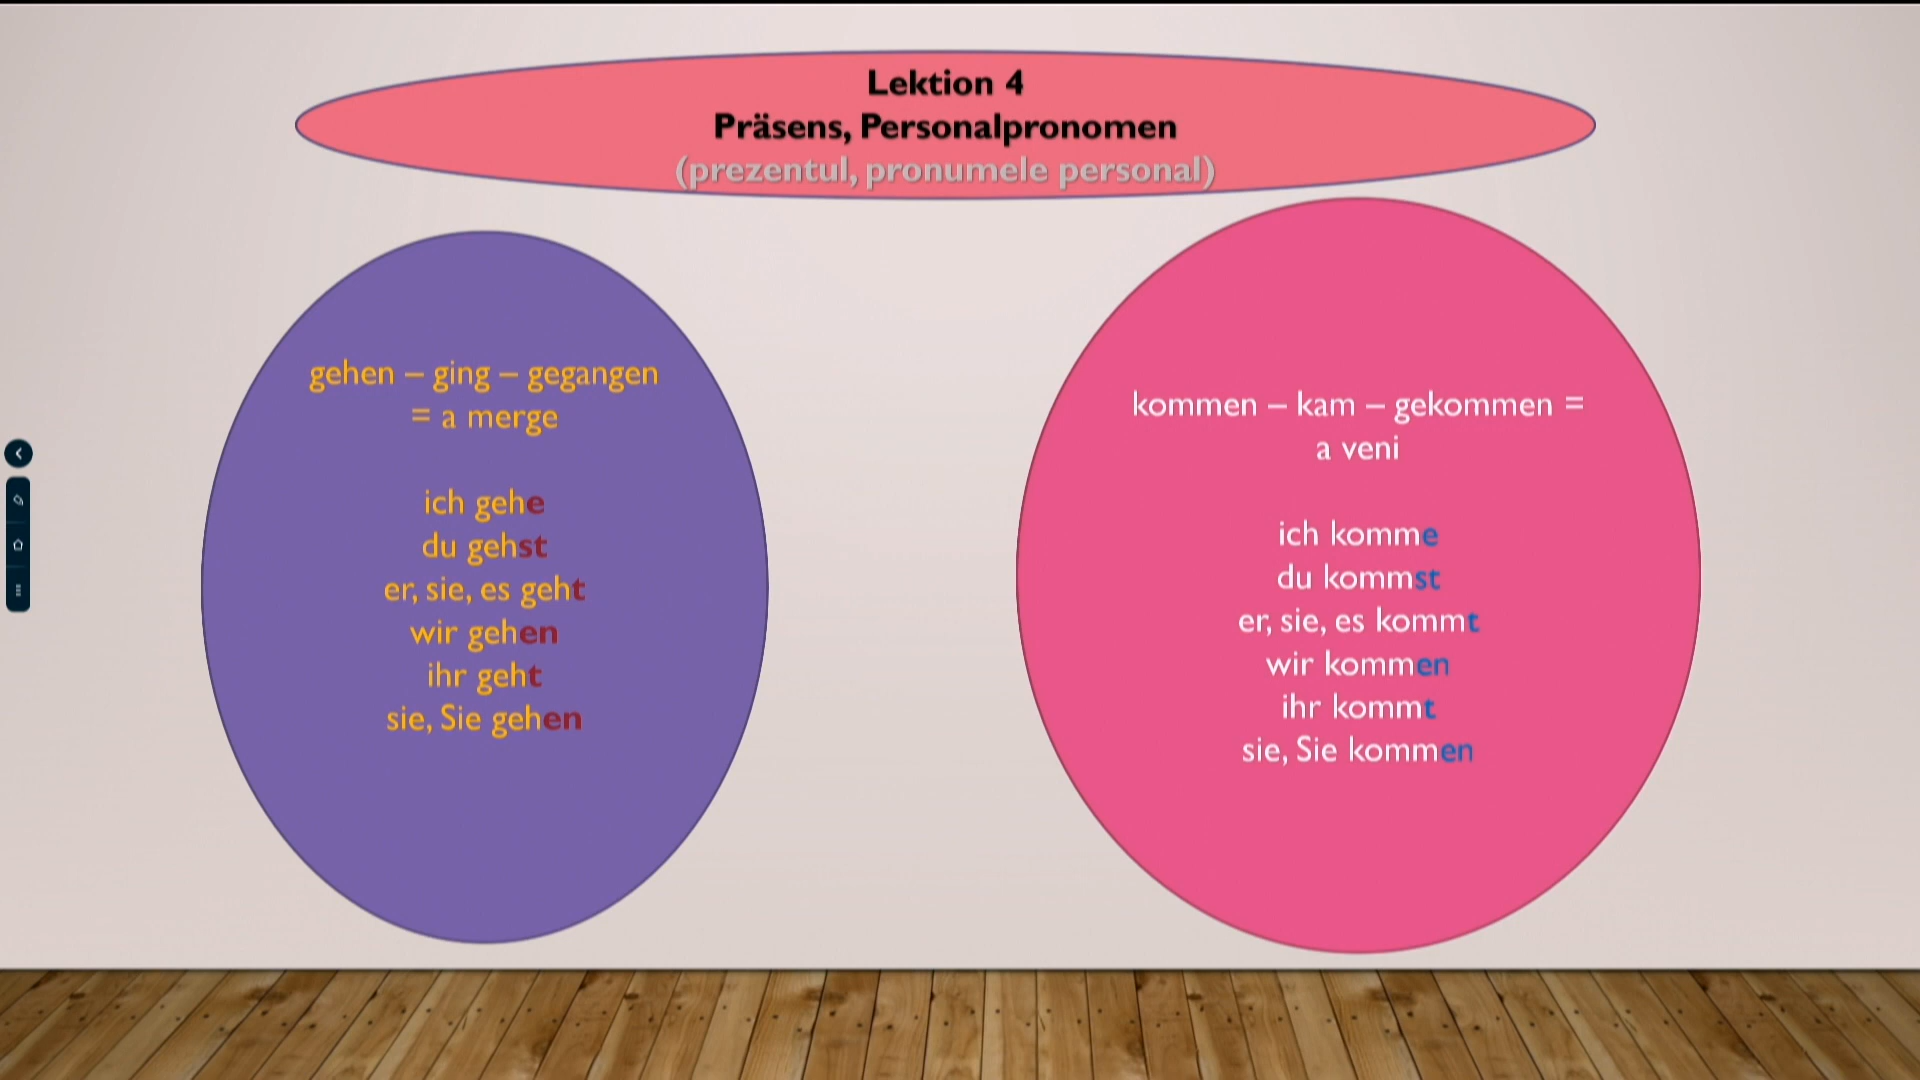 Lektion 4
Präsens, Personalpronomen
(prezentul, pronumele personal)
gehen – ging – gegangen
= a merge
ich gehe
du gehst
er, sie, es geht
wir gehen
ihr geht
sie, Sie gehen
kommen – kam – gekommen =
a veni
ich komme
du kommst
er, sie, es kommt
wir kommen
ihr kommt
sie, Sie kommen